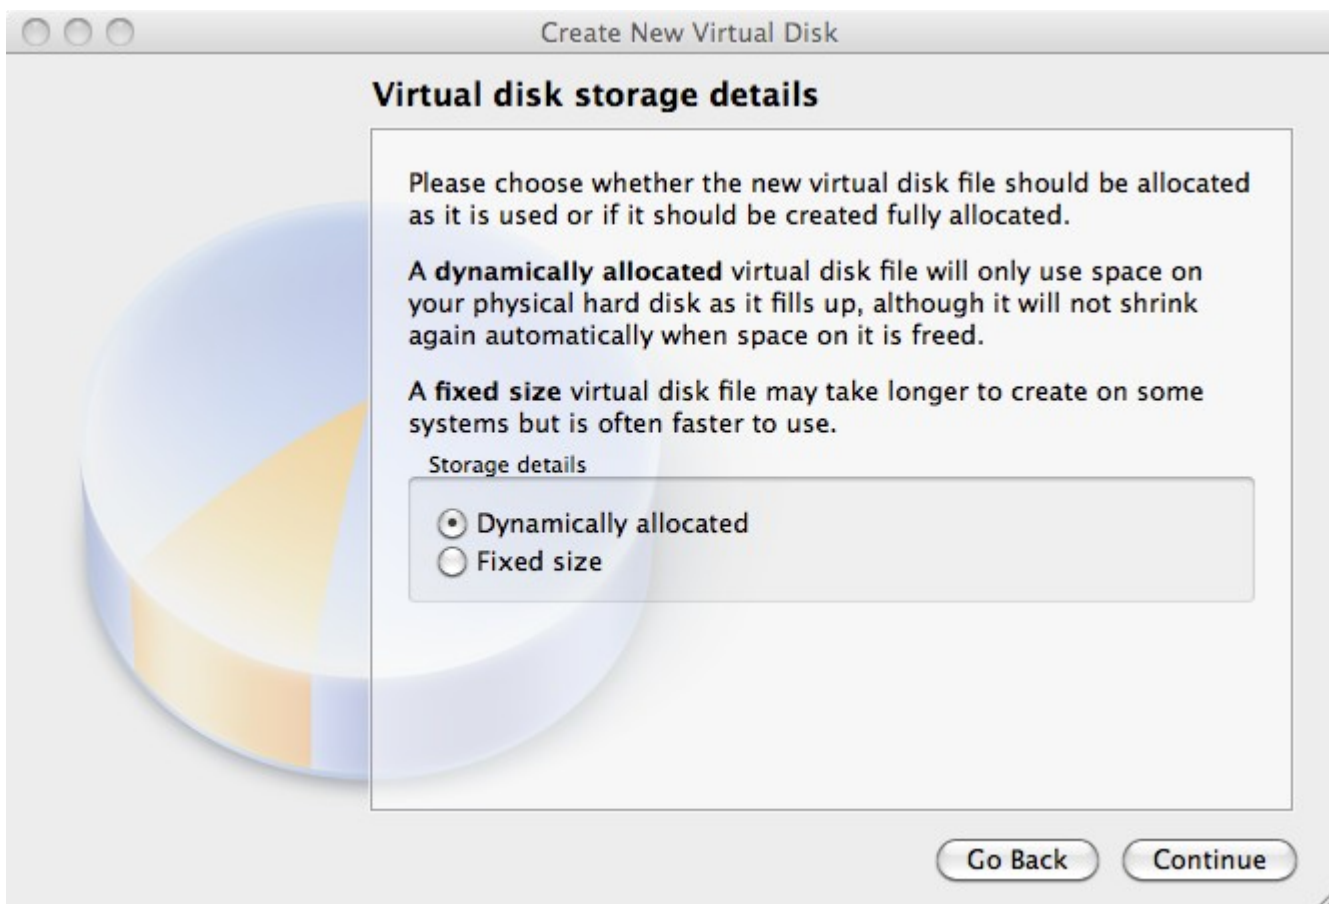 Create New Virtual Disk
Virtual disk storage details
Please choose whether the new virtual disk file should be allocated
as it is used or if it should be created fully allocated.
A dynamically allocated virtual disk file will only use space on
your physical hard disk as it fills up, although it will not shrink
again automatically when space on it is freed.
A fixed size virtual disk file may take longer to create on some
systems but is often faster to use.
Storage details
Dynamically allocated
Fixed size
Go Back Continue